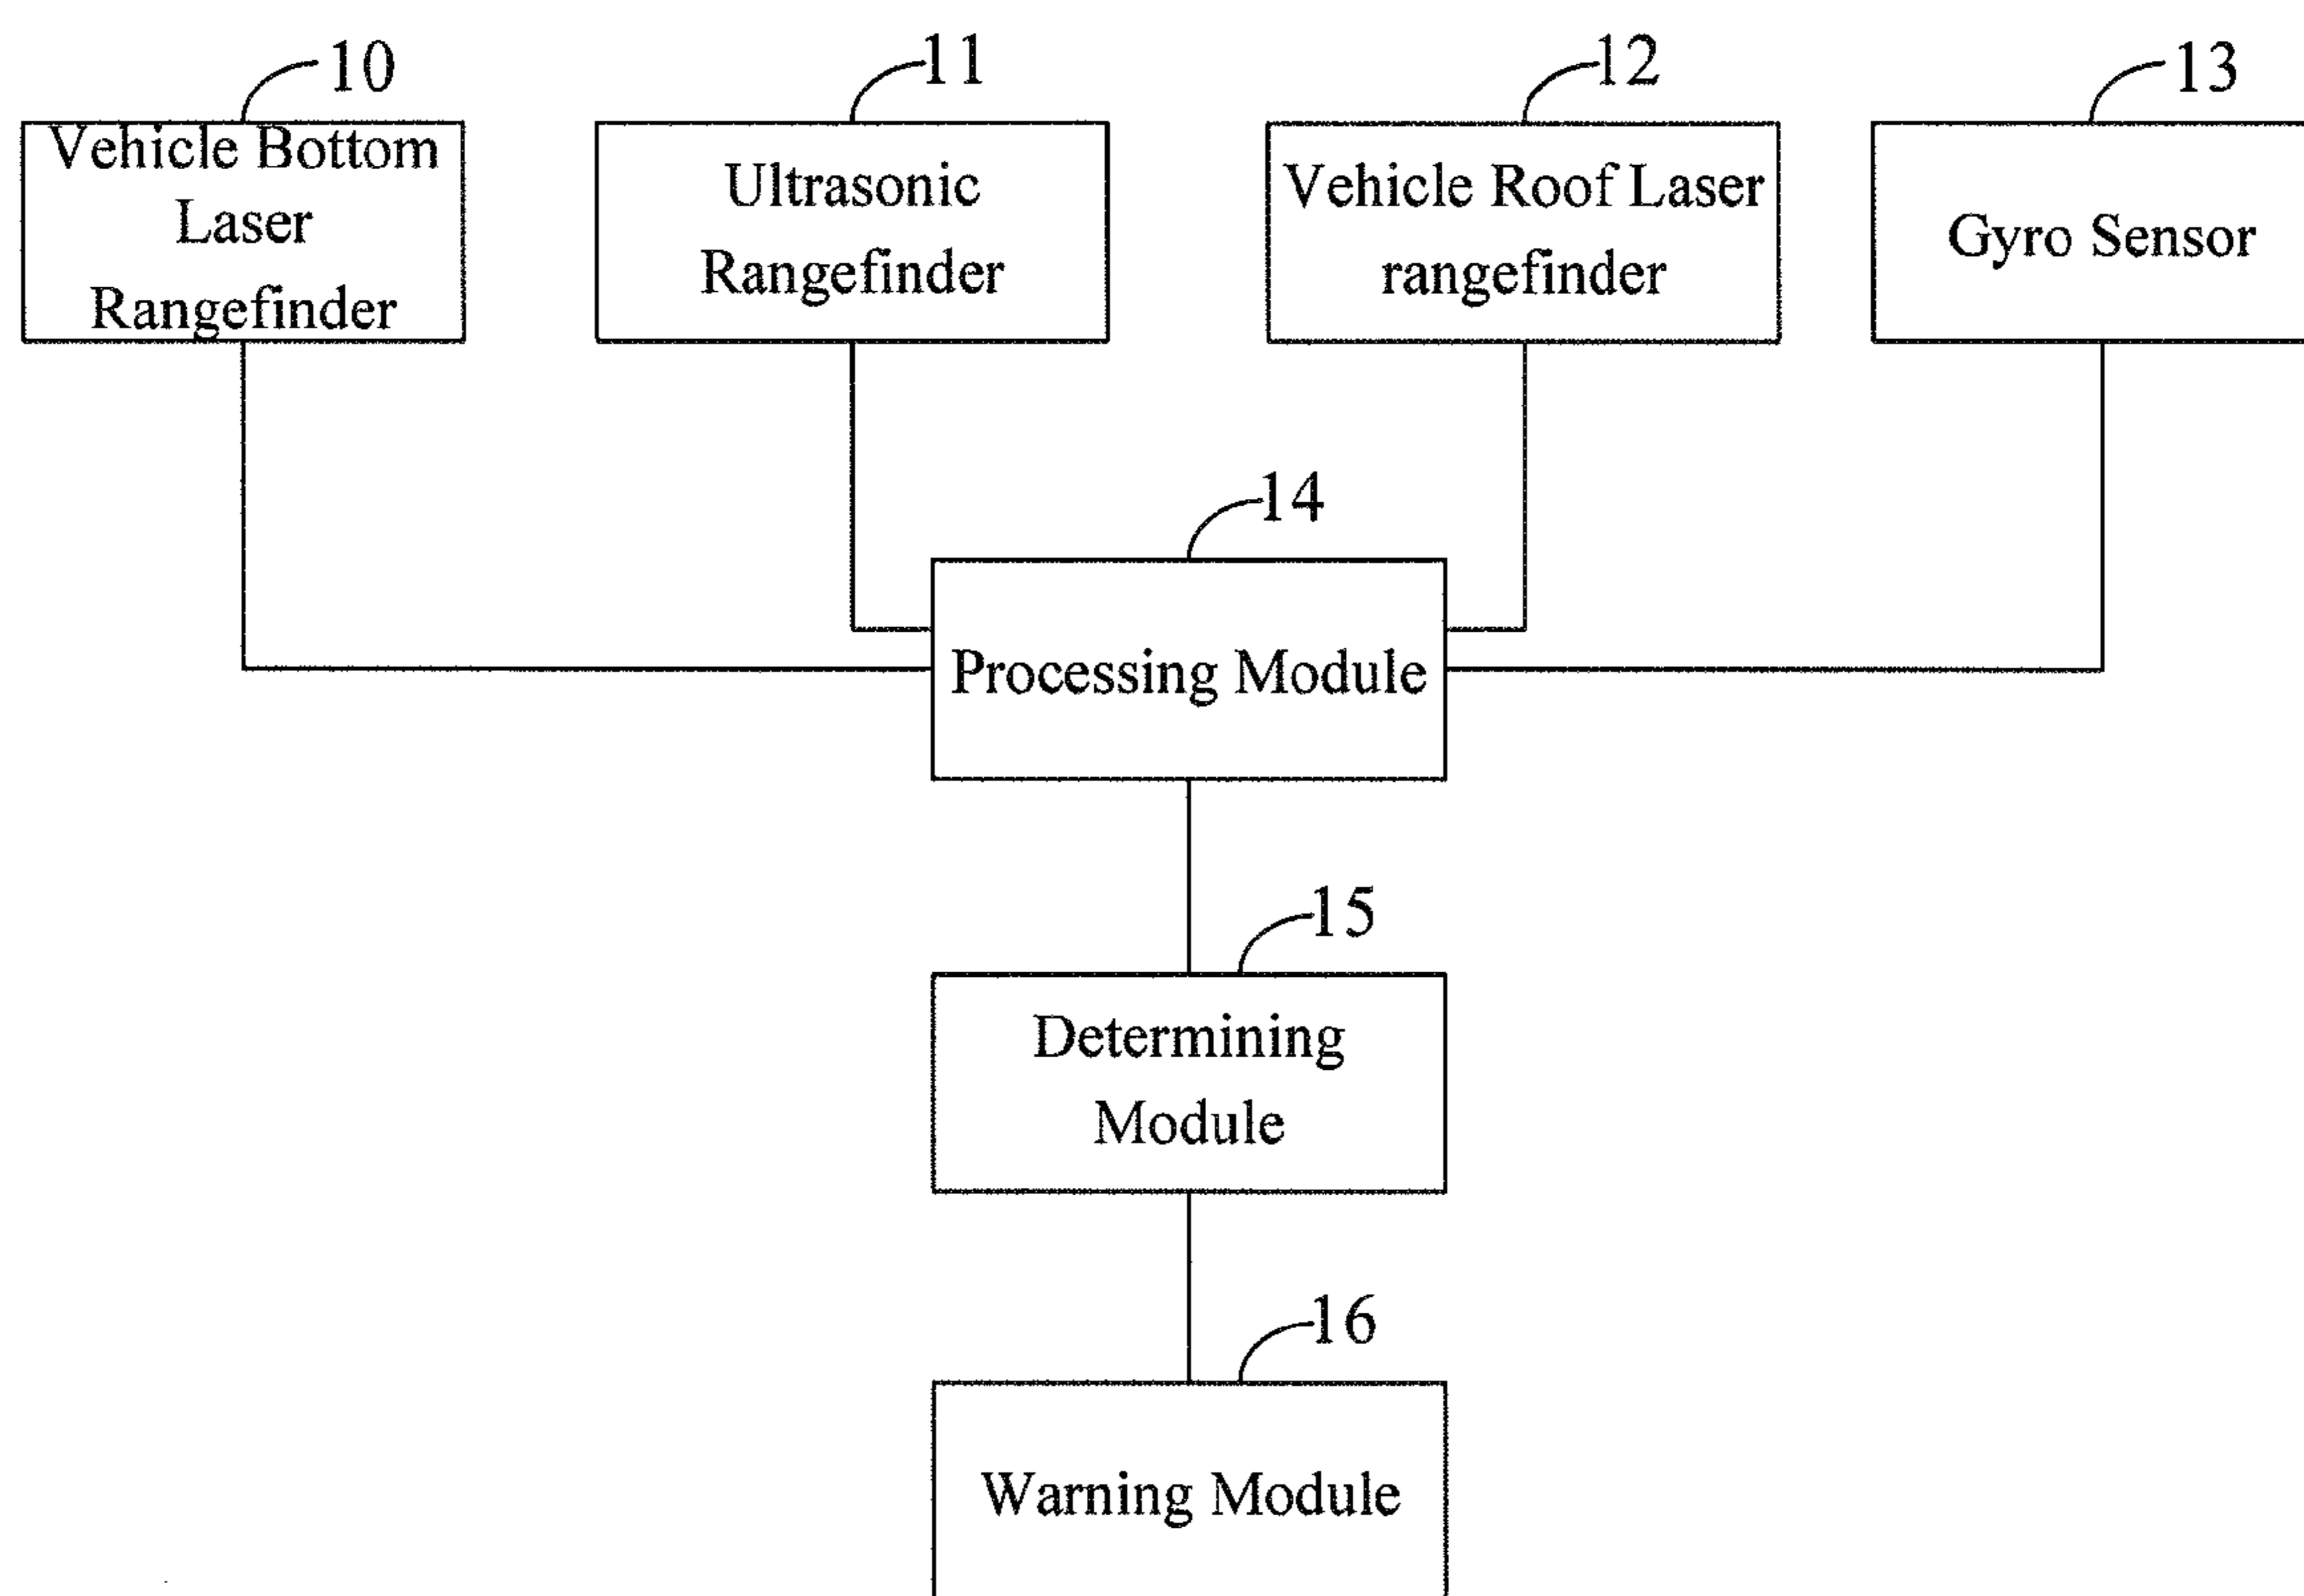 10
11
12
13
Vehicle Bottom
Laser
Rangefinder
Ultrasonic
Rangefinder
Vehicle Roof Laser
rangefinder
Gyro Sensor
14
Processing Module
15
Determining
Module
16
Warning Module